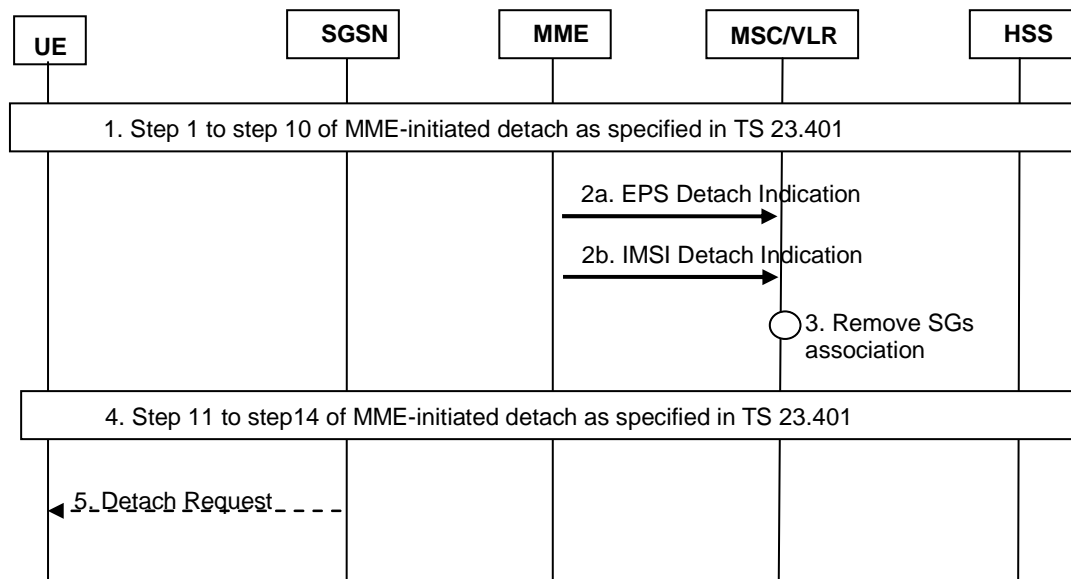 UE
SGSN
MME
MSC/VLR
HSS
1. Step 1 to step 10 of MME-initiated detach as specified in TS 23.401
2a. EPS Detach Indication
2b. IMSI Detach Indication
3. Remove SGs
association
4. Step 11 to step14 of MME-initiated detach as specified in TS 23.401
5. Detach Request